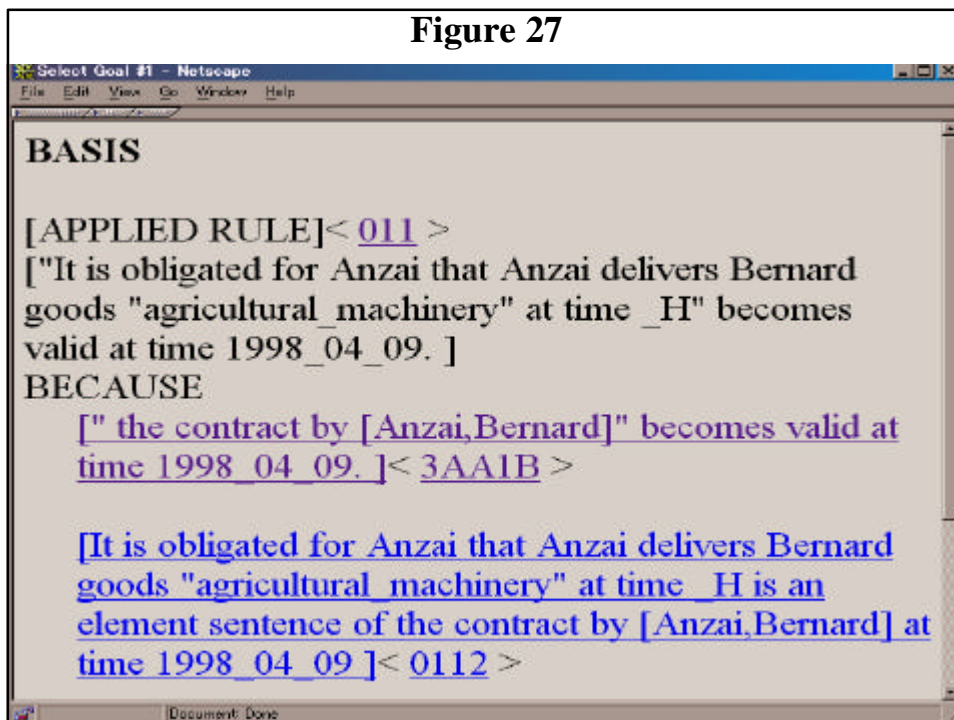 Figure 27
Select Goal #1 - Netscape
File Edit View Go Window Help
BASIS
[APPLIED RULE]< 011 >
["It is obligated for Anzai that Anzai delivers Bernard
goods "agricultural_machinery" at time _H" becomes
valid at time 1998_04_09. ]
BECAUSE
[" the contract by [Anzai,Bernard]" becomes valid at
time 1998_04_09. ]< 3AA1B >
[It is obligated for Anzai that Anzai delivers Bernard
goods "agricultural_machinery" at time _H is an
element sentence of the contract by [Anzai,Bernard] at
time 1998_04_09 ]< 0112 >
Document: Done